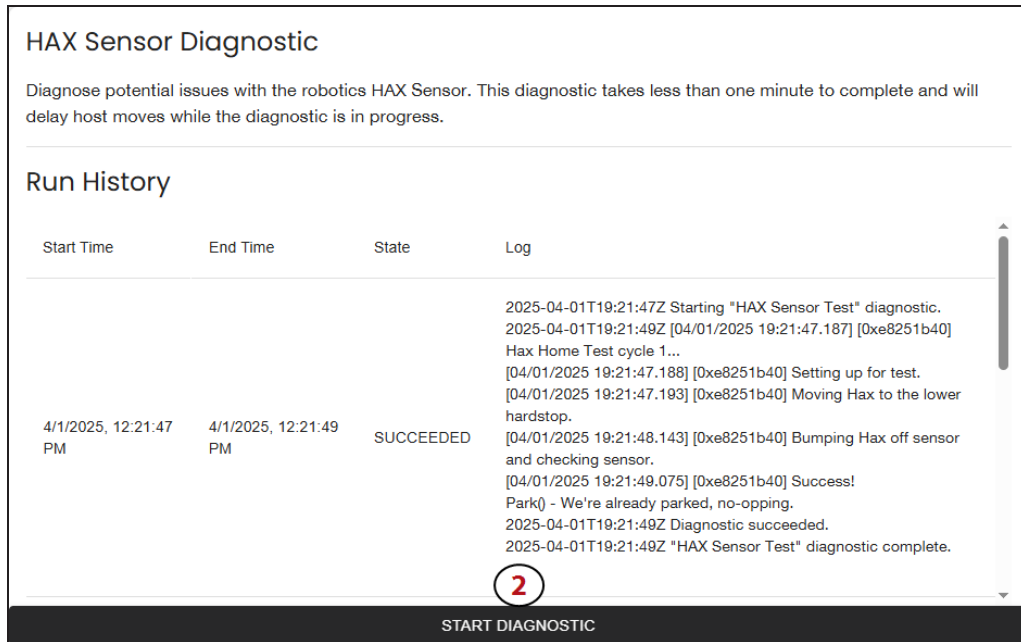 HAX Sensor Diagnostic
Diagnose potential issues with the robotics HAX Sensor. This diagnostic takes less than one minute to complete and will
delay host moves while the diagnostic is in progress.
Run History
Start Time End Time State Log
2025-04-01T19:21:47Z Starting "HAX Sensor Test" diagnostic.
2025-04-01T19:21:49Z [04/01/2025 19:21:47.187] [0xe8251b40]
Hax Home Test cycle 1...
[04/01/2025 19:21:47.188] [0xe8251b40] Setting up for test.
[04/01/2025 19:21:47.193] [0xe8251b40] Moving Hax to the lower
hardstop.
4/1/2025, 12:21:47
PM
4/1/2025, 12:21:49
PM
SUCCEEDED
[04/01/2025 19:21:48.143] [0xe8251b40] Bumping Hax off sensor
and checking sensor.
[04/01/2025 19:21:49.075] [0xe8251b40] Success!
Park() - We're already parked, no-opping.
2025-04-01T19:21:49Z Diagnostic succeeded.
2025-04-01T19:21:49Z "HAX Sensor Test" diagnostic complete.
2
START DIAGNOSTIC